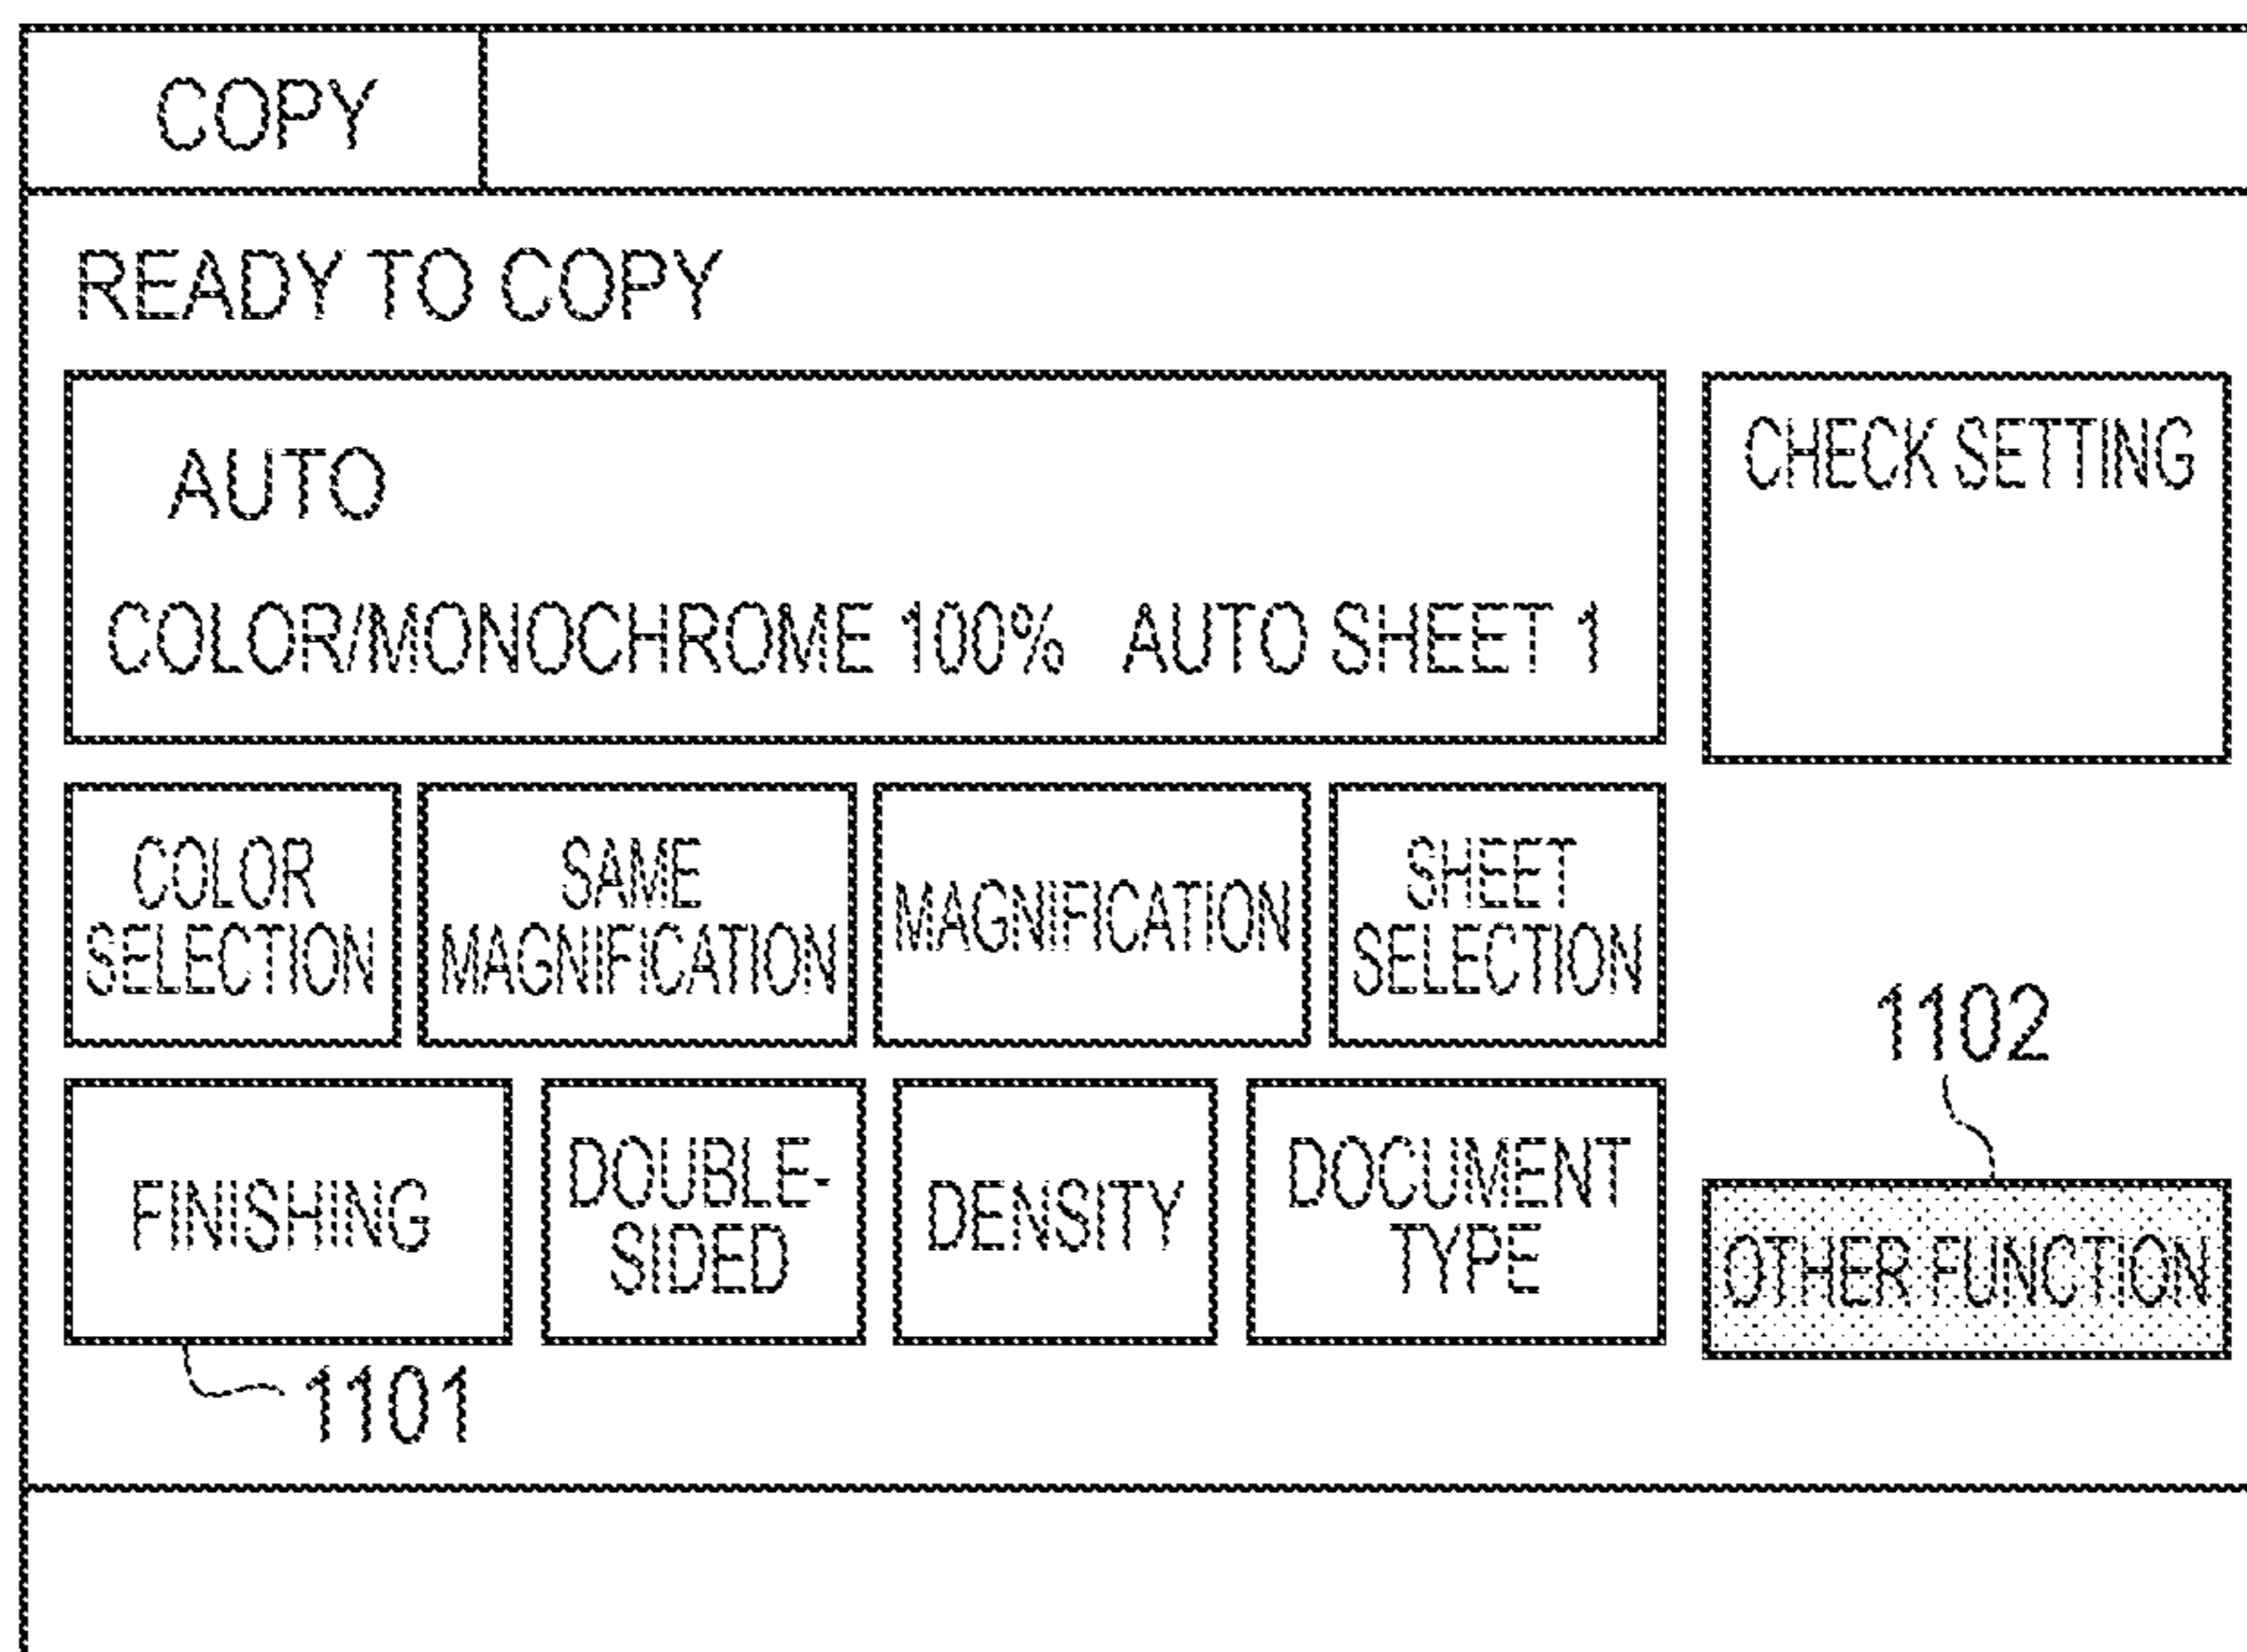 COPY
READY TO COPY
AUTO
COLOR/MONOCHROME 100% AUTO SHEET 1
CHECK SETTING
COLOR
SELECTION
SAME
MAGNIFICATION
MAGNIFICATION
SHEET
SELECTION
1102
FINISHING
DOUBLE-
SIDED
DENSITY
DOCUMENT
TYPE
OTHER FUNCTION
1101